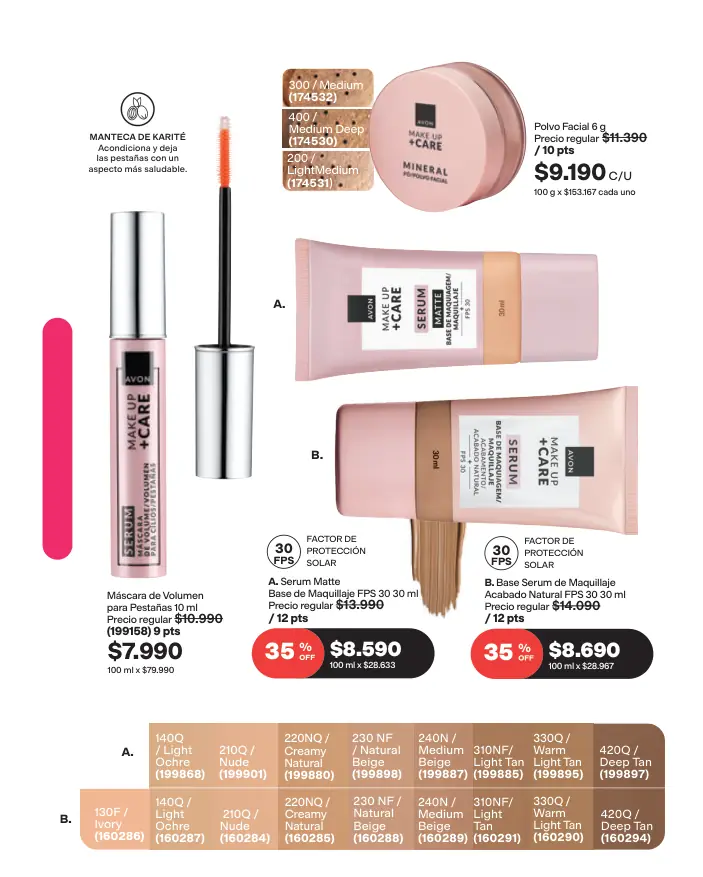 MANTECA DE KARITÉ
Acondiciona y deja
las pestañas con un
aspecto más saludable.
300 / Medium
(174532)
400 /
Medium Deep
(174530)
200 /
LightMedium
(174531)
AVON
MAKE UP
+CARE
MINERAL
PÓ/POLVO FACIAL
Polvo Facial 6 g
Precio regular $11.390
/ 10 pts
$9.190 C/U
100 g x $153.167 cada uno
A.
AVON
MAKE UP
+CARE
SERUM
MATTE
BASE DE MAQUIAGEM/
MAQUILLAJE
+
FPS 30
30ml
B.
30ml
AVON
MAKE UP
+CARE
SERUM
BASE DE MAQUIAGEM/
MAQUILLAJE
ACABAMENTO/
ACABADO NATURAL
+
FPS 30
AVON
MAKE UP
+CARE
SERUM
MÁSCARA
DE VOLUME/VOLUMEN
PARA CÍLIOS/PESTAÑAS
Máscara de Volumen
para Pestañas 10 ml
Precio regular $10.990
(199158) 9 pts
$7.990
100 ml x $79.990
30
FPS
FACTOR DE
PROTECCIÓN
SOLAR
A. Serum Matte
Base de Maquillaje FPS 30 30 ml
Precio regular $13.990
/ 12 pts
35 % OFF
$8.590
100 ml x $28.633
30
FPS
FACTOR DE
PROTECCIÓN
SOLAR
B. Base Serum de Maquillaje
Acabado Natural FPS 30 30 ml
Precio regular $14.090
/ 12 pts
35 % OFF
$8.690
100 ml x $28.967
A.
140Q
/ Light
Ochre
(199868)
210Q /
Nude
(199901)
220NQ /
Creamy
Natural
(199880)
230 NF
/ Natural
Beige
(199898)
240N /
Medium
Beige
(199887)
310NF/
Light Tan
(199885)
330Q /
Warm
Light Tan
(199895)
420Q /
Deep Tan
(199897)
B.
130F /
Ivory
(160286)
140Q /
Light
Ochre
(160287)
210Q /
Nude
(160284)
220NQ /
Creamy
Natural
(160285)
230 NF /
Natural
Beige
(160288)
240N /
Medium
Beige
(160289)
310NF/
Light
Tan
(160291)
330Q /
Warm
Light Tan
(160290)
420Q /
Deep Tan
(160294)